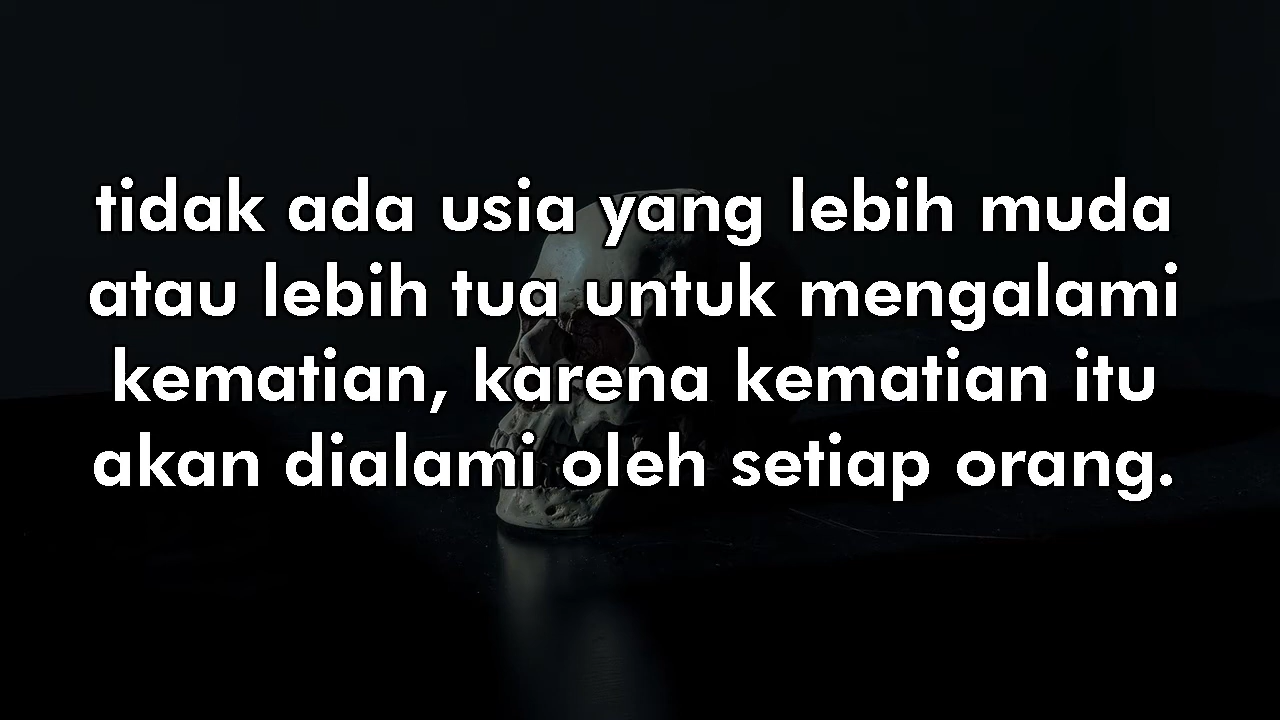 tidak ada usia yang lebih muda
atau lebih tua untuk mengalami
kematian, karena kematian itu
akan dialami oleh setiap orang.